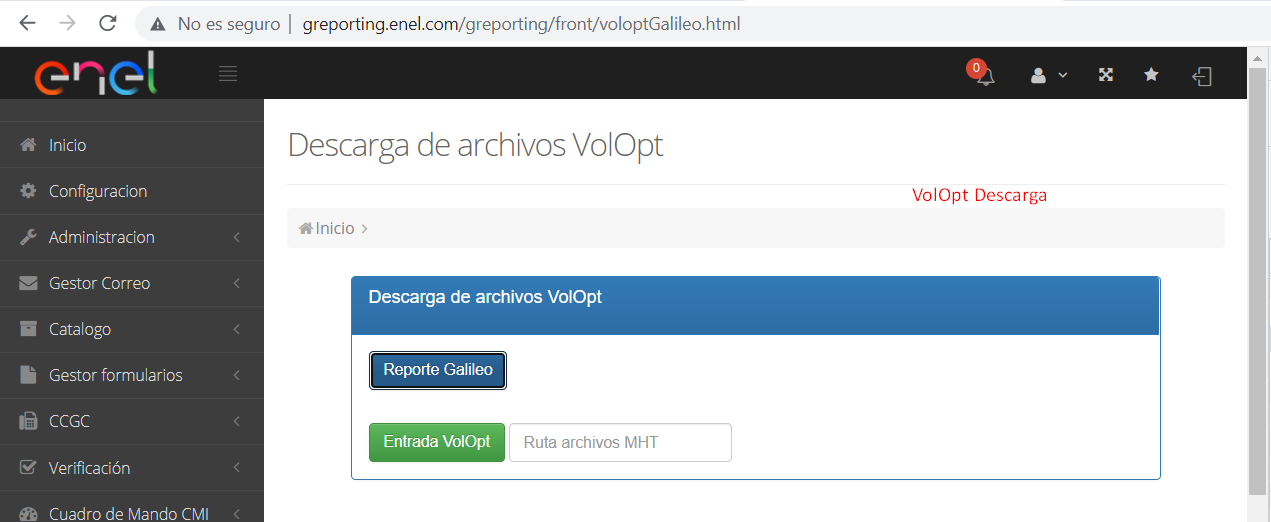 No es seguro | greporting.enel.com/greporting/front/voloptGalileo.html
enel
0
Inicio
Configuracion
Administracion
Gestor Correo
Catalogo
Gestor formularios
CCGC
Verificación
Cuadro de Mando CMI
Descarga de archivos VolOpt
VolOpt Descarga
Inicio
Descarga de archivos VolOpt
Reporte Galileo
Entrada VolOpt Ruta archivos MHT